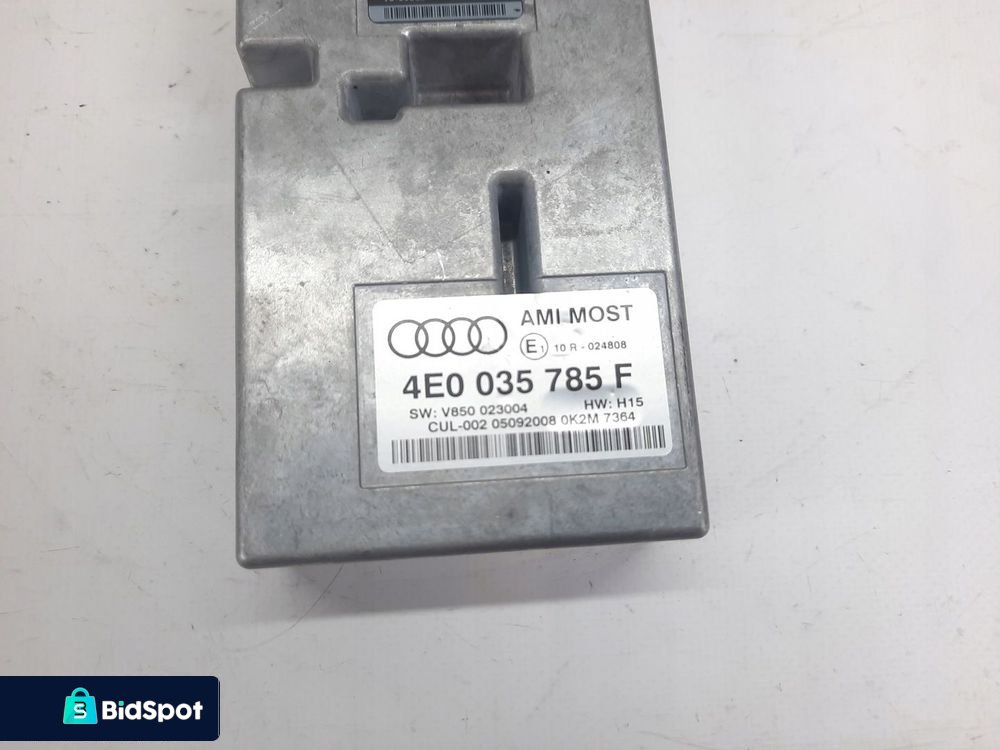 AMI MOST
E1 10 R - 024808
4E0 035 785 F
SW: V850 023004 HW: H15
CUL-002 05092008 0K2M 7364
S
BidSpot